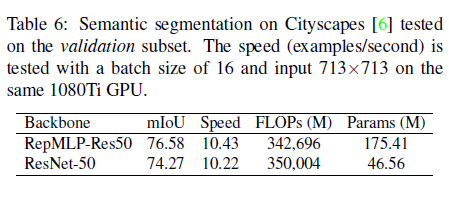 Table 6: Semantic segmentation on Cityscapes [6] tested
on the validation subset. The speed (examples/second) is
tested with a batch size of 16 and input 713×713 on the
same 1080Ti GPU.
Backbone mIoU Speed FLOPs (M) Params (M)
RepMLP-Res50 76.58 10.43 342,696 175.41
ResNet-50 74.27 10.22 350,004 46.56